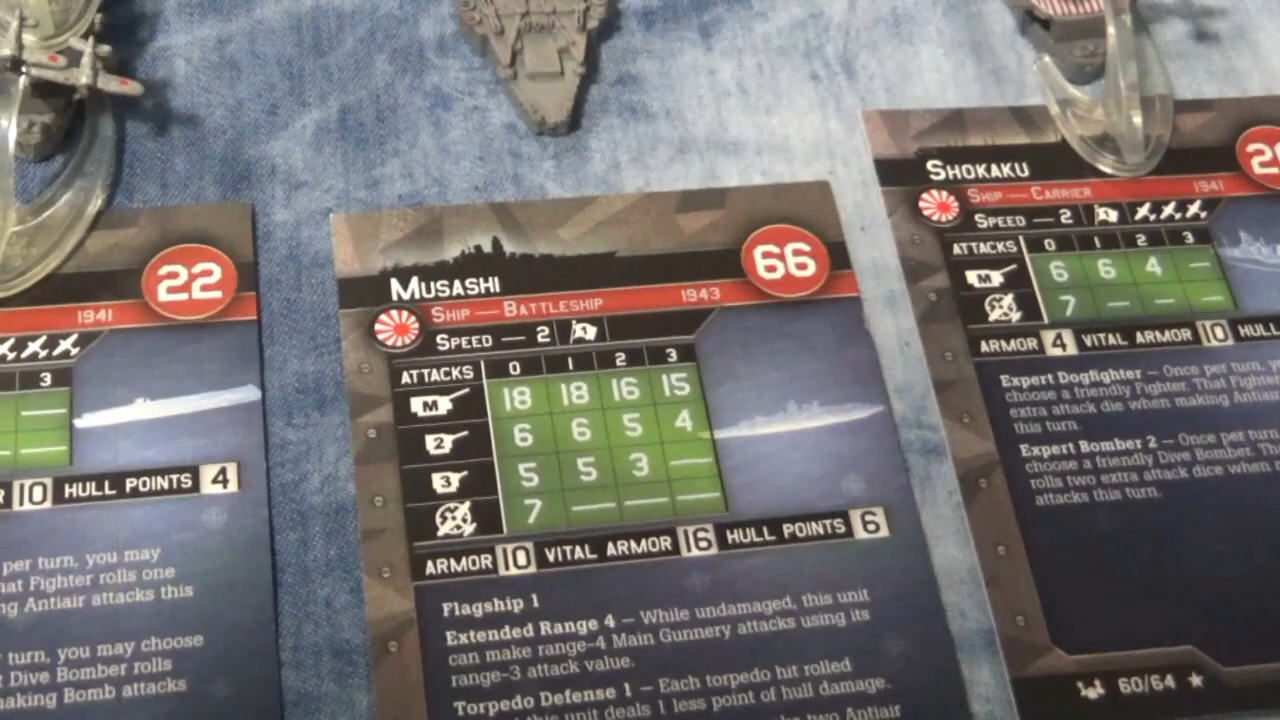 22
1941
3
—
—
R 10 HULL POINTS 4
per turn, you may
hat Fighter rolls one
ng Antiair attacks this
turn, you may choose
t Dive Bomber rolls
making Bomb attacks
MUSASHI
66
SHIP — BATTLESHIP 1943
SPEED — 2
ATTACKS 0 1 2 3
M 18 18 16 15
2 6 6 5 4
3 5 5 3 —
7 — — —
ARMOR 10 VITAL ARMOR 16 HULL POINTS 6
Flagship 1
Extended Range 4 — While undamaged, this unit
can make range-4 Main Gunnery attacks using its
range-3 attack value.
Torpedo Defense 1 — Each torpedo hit rolled
this unit deals 1 less point of hull damage.
two Antiair
SHOKAKU
SHIP — CARRIER 1941
SPEED — 2
ATTACKS 0 1 2 3
M 6 6 4 —
7 — — —
ARMOR 4 VITAL ARMOR 10 HULL
Expert Dogfighter — Once per turn, y
choose a friendly Fighter. That Fighter
extra attack die when making Antiair
this turn.
Expert Bomber 2 — Once per turn
choose a friendly Dive Bomber. Th
rolls two extra attack dice when
attacks this turn.
60/64 ★